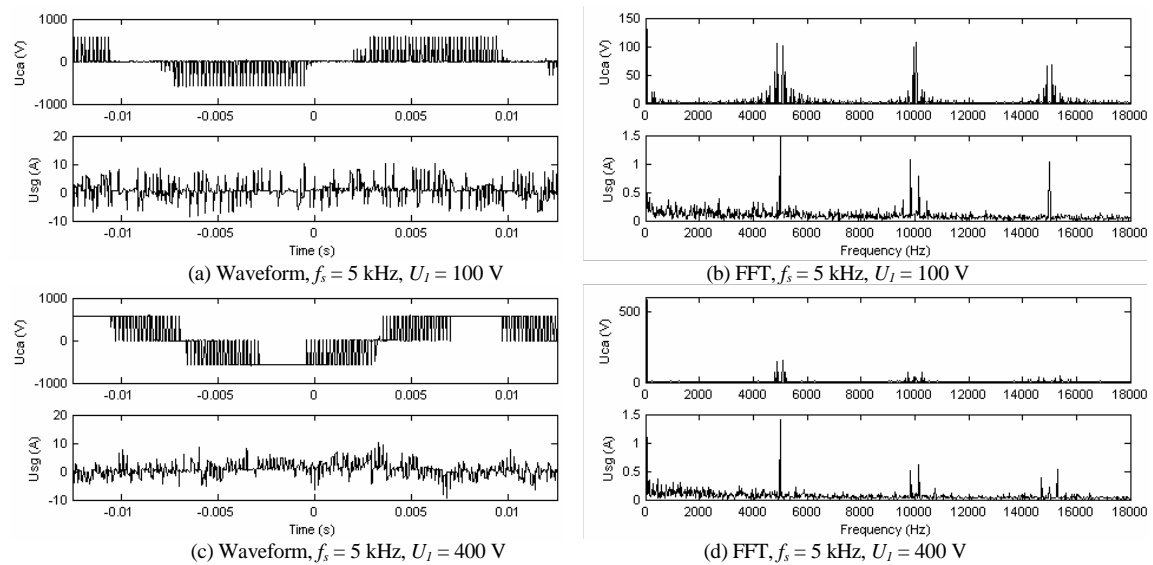 1000
0
-1000
Uca (V)
-0.01 -0.005 0 0.005 0.01
20
10
0
-10
Usg (A)
-0.01 -0.005 0 0.005 0.01
Time (s)
(a) Waveform, fs = 5 kHz, U1 = 100 V
150
100
50
0
Uca (V)
0 2000 4000 6000 8000 10000 12000 14000 16000 18000
1.5
1
0.5
0
Usg (A)
0 2000 4000 6000 8000 10000 12000 14000 16000 18000
Frequency (Hz)
(b) FFT, fs = 5 kHz, U1 = 100 V
1000
0
-1000
Uca (V)
-0.01 -0.005 0 0.005 0.01
20
10
0
-10
Usg (A)
-0.01 -0.005 0 0.005 0.01
Time (s)
(c) Waveform, fs = 5 kHz, U1 = 400 V
500
0
Uca (V)
0 2000 4000 6000 8000 10000 12000 14000 16000 18000
1.5
1
0.5
0
Usg (A)
0 2000 4000 6000 8000 10000 12000 14000 16000 18000
Frequency (Hz)
(d) FFT, fs = 5 kHz, U1 = 400 V